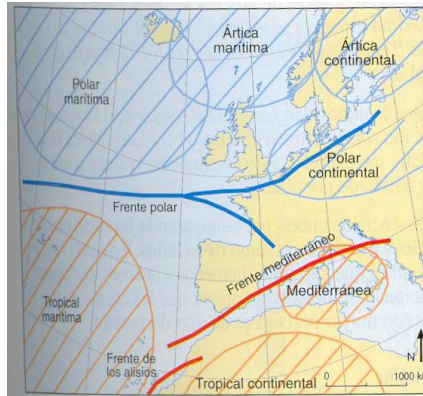 Ártica
marítima
Ártica
continental
Polar
marítima
Polar
continental
Frente polar
Frente mediterráneo
Mediterránea
Tropical
marítima
Frente de
los alisios
Tropical continental
N
0 1000 km